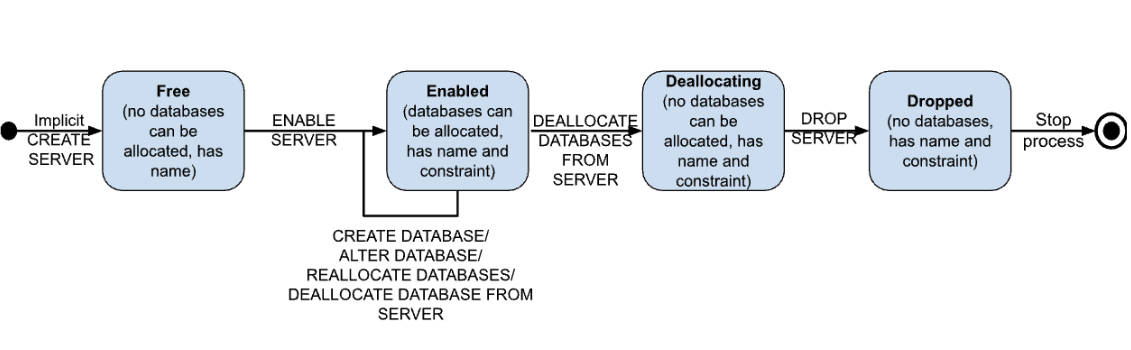 Implicit
CREATE
SERVER
Free
(no databases
can be
allocated, has
name)
ENABLE
SERVER
Enabled
(databases can
be allocated,
has name and
constraint)
CREATE DATABASE/
ALTER DATABASE/
REALLOCATE DATABASES/
DEALLOCATE DATABASE FROM
SERVER
DEALLOCATE
DATABASES
FROM
SERVER
Deallocating
(no databases
can be
allocated, has
name and
constraint)
DROP
SERVER
Dropped
(no databases,
has name and
constraint)
Stop
process